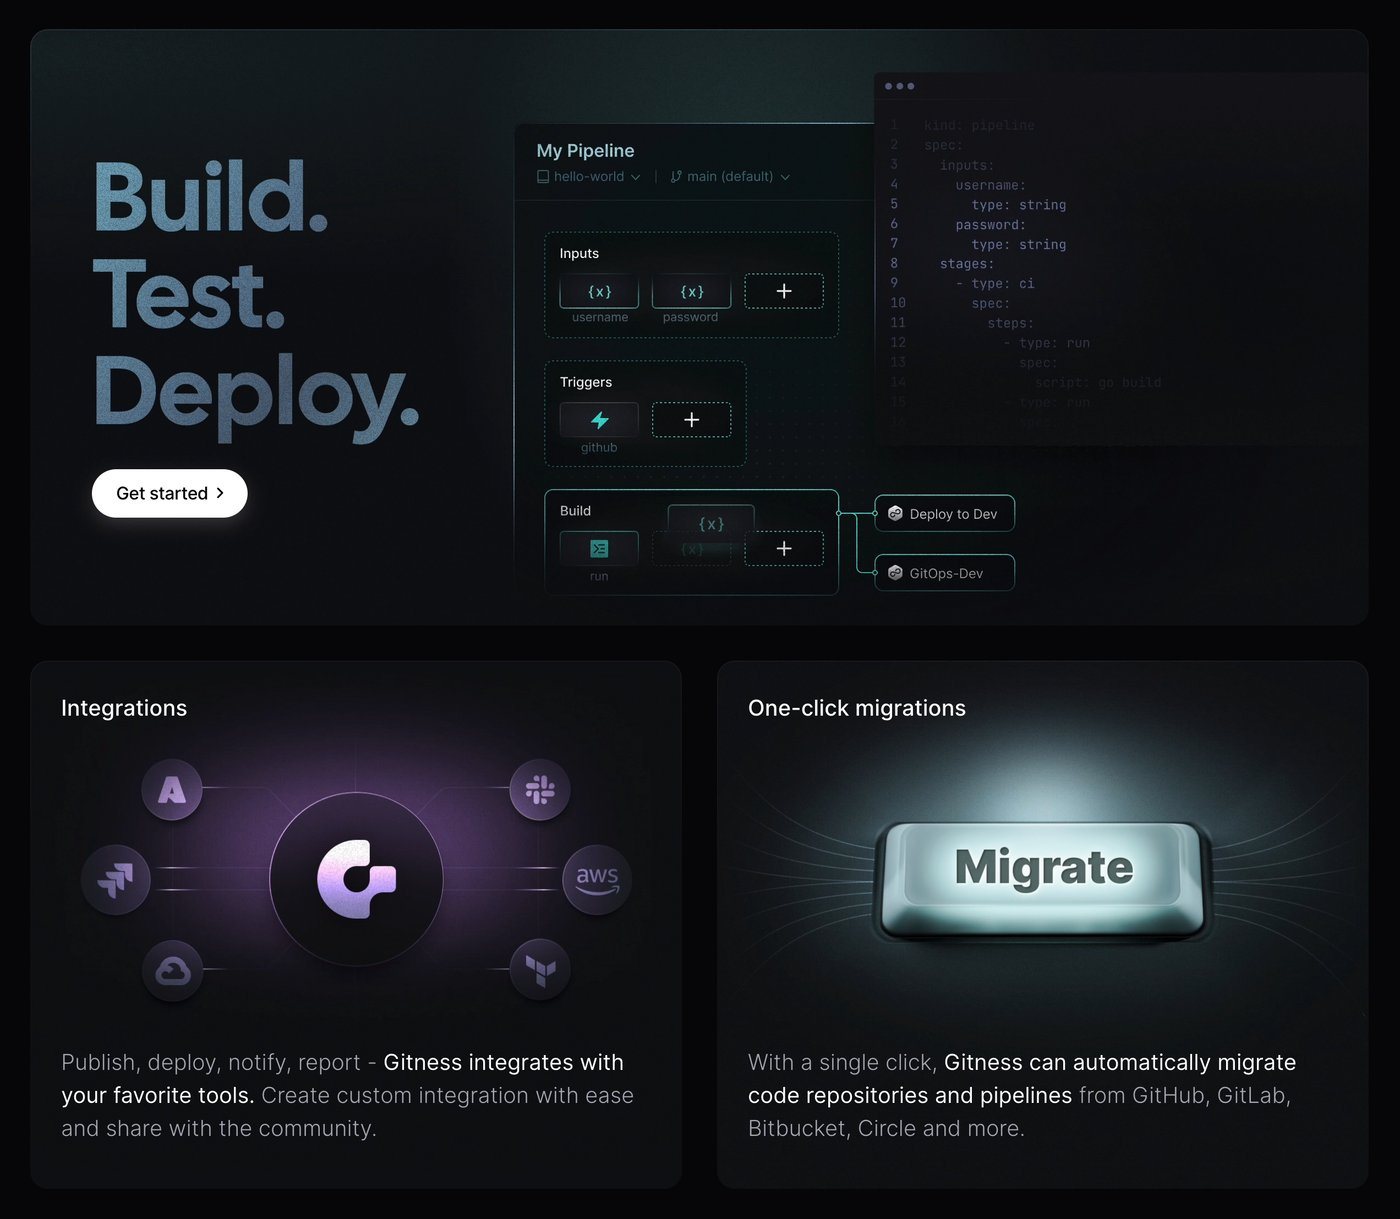 Build.
Test.
Deploy.
Get started
My Pipeline
hello-world
main (default)
Inputs
{x}
{x}
username
password
Triggers
github
Build
{x}
{x}
run
Deploy to Dev
GitOps-Dev
1 kind: pipeline
2 spec:
3 inputs:
4 username:
5 type: string
6 password:
7 type: string
8 stages:
9 - type: ci
10 spec:
11 steps:
12 - type: run
13 spec:
14 script: go build
15 - type: run
16
Integrations
aws
Publish, deploy, notify, report - Gitness integrates with
your favorite tools. Create custom integration with ease
and share with the community.
One-click migrations
Migrate
With a single click, Gitness can automatically migrate
code repositories and pipelines from GitHub, GitLab,
Bitbucket, Circle and more.